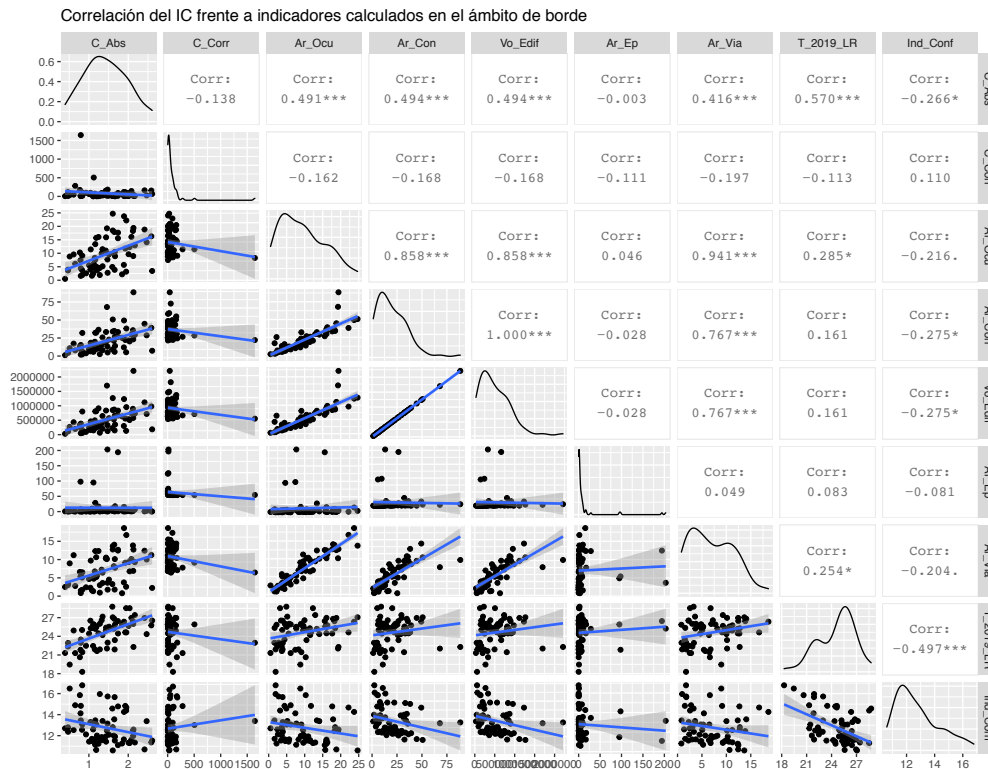 Correlación del IC frente a indicadores calculados en el ámbito de borde
C_Abs C_Corr Ar_Ocu Ar_Con Vo_Edif Ar_Ep Ar_Via T_2019_LR Ind_Conf
0.6
0.4
0.2
0.0
Corr: Corr: Corr: Corr: Corr: Corr: Corr: Corr:
−0.138 0.491*** 0.494*** 0.494*** −0.003 0.416*** 0.570*** −0.266*
1500
1000
500
0
Corr: Corr: Corr: Corr: Corr: Corr: Corr:
−0.162 −0.168 −0.168 −0.111 −0.197 −0.113 0.110
25
20
15
10
5
0
Corr: Corr: Corr: Corr: Corr: Corr:
0.858*** 0.858*** 0.046 0.941*** 0.285* −0.216.
75
50
25
0
Corr: Corr: Corr: Corr: Corr:
1.000*** −0.028 0.767*** 0.161 −0.275*
2000000
1500000
1000000
500000
0
Corr: Corr: Corr: Corr:
−0.028 0.767*** 0.161 −0.275*
200
150
100
50
0
Corr: Corr: Corr:
0.049 0.083 −0.081
15
10
5
0
Corr: Corr:
0.254* −0.204.
27
24
21
18
Corr:
−0.497***
16
14
12
1 2 0 500 1000 1500 0 5 10 15 20 25 0 25 50 75 0 50 100 150 200 0 5 10 15 18 21 24 27 12 14 16